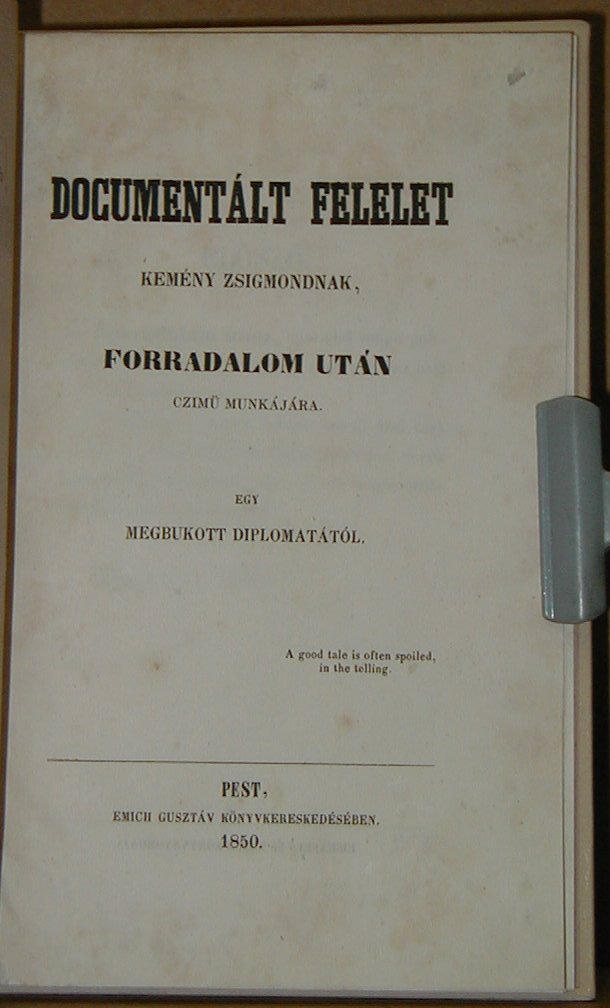 DOCUMENTÁLT FELELET
KEMÉNY ZSIGMONDNAK,
FORRADALOM UTÁN
CZIMÜ MUNKÁJÁRA.
EGY
MEGBUKOTT DIPLOMATÁTÓL.
A good tale is often spoiled,
in the telling.
PEST,
EMICH GUSZTÁV KÖNYVKERESKEDÉSÉBEN.
1850.